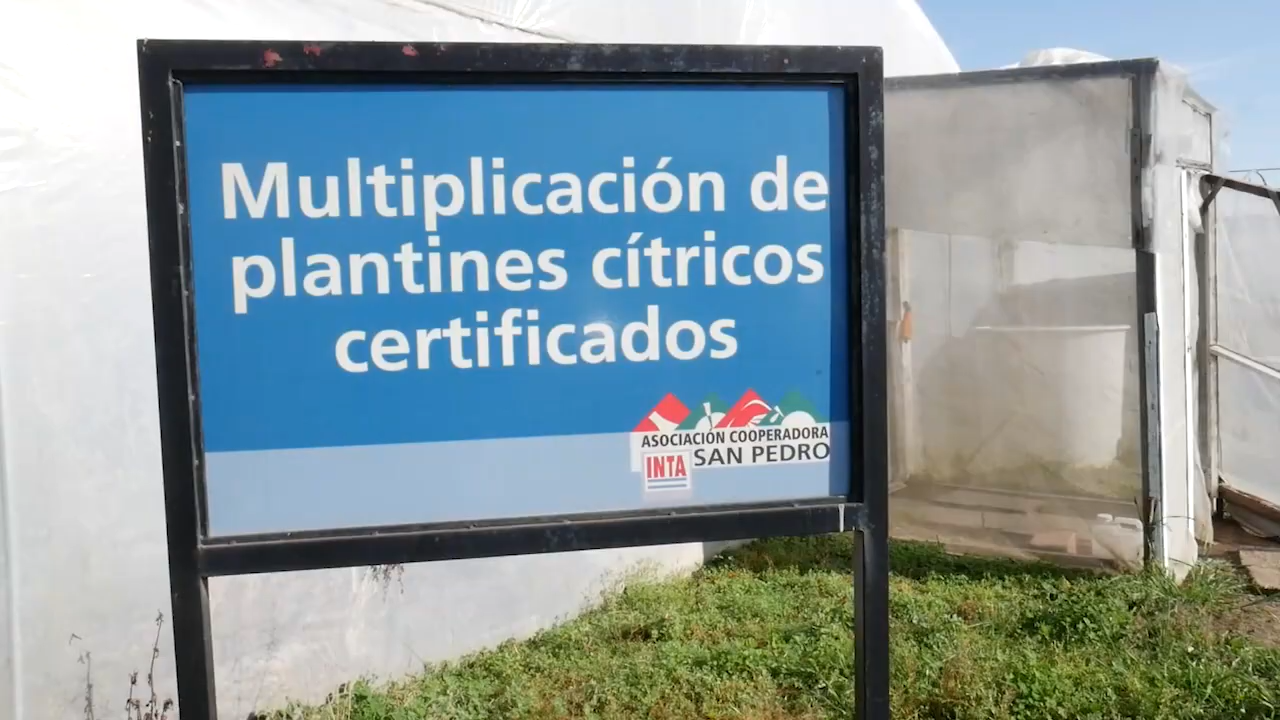 Multiplicación de
plantines cítricos
certificados
ASOCIACIÓN COOPERADORA
INTA SAN PEDRO